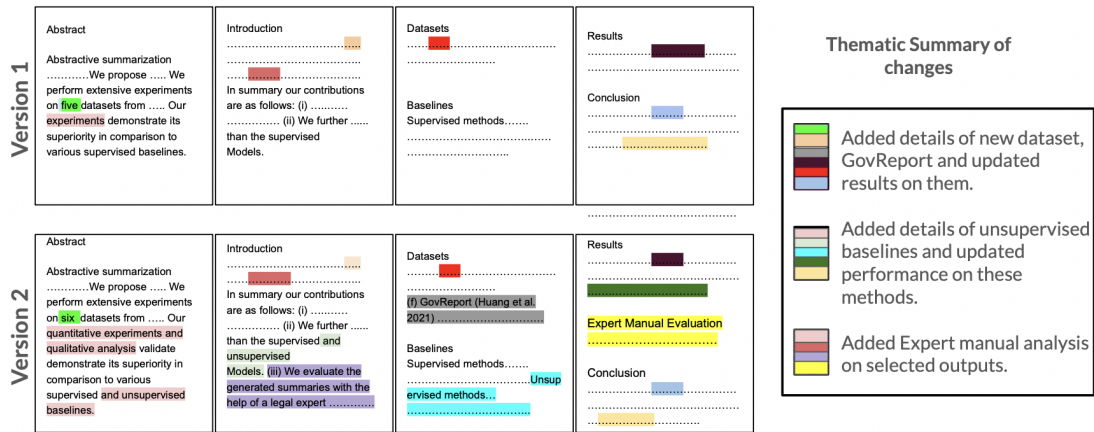 Version 1
Abstract
Abstractive summarization
............We propose ..... We
perform extensive experiments
on five datasets from ..... Our
experiments demonstrate its
superiority in comparison to
various supervised baselines.
Introduction
In summary our contributions
are as follows: (i) ...........
................. (ii) We further ......
than the supervised
Models.
Datasets
Baselines
Supervised methods.......
Results
Conclusion
Version 2
Abstract
Abstractive summarization
............We propose ... We
perform extensive experiments
on six datasets from ..... Our
quantitative experiments and
qualitative analysis validate
demonstrate its superiority in
comparison to various
supervised and unsupervised
baselines.
Introduction
In summary our contributions
are as follows: (i) ...........
................. (ii) We further ......
than the supervised and
unsupervised
Models. (iii) We evaluate the
generated summaries with the
help of a legal expert .............
Datasets
(f) GovReport (Huang et al.
2021) ..........................
Baselines
Supervised methods...
.................................... Unsup
ervised methods...
Results
Expert Manual Evaluation
Conclusion
Thematic Summary of
changes
Added details of new dataset,
GovReport and updated
results on them.
Added details of unsupervised
baselines and updated
performance on these
methods.
Added Expert manual analysis
on selected outputs.